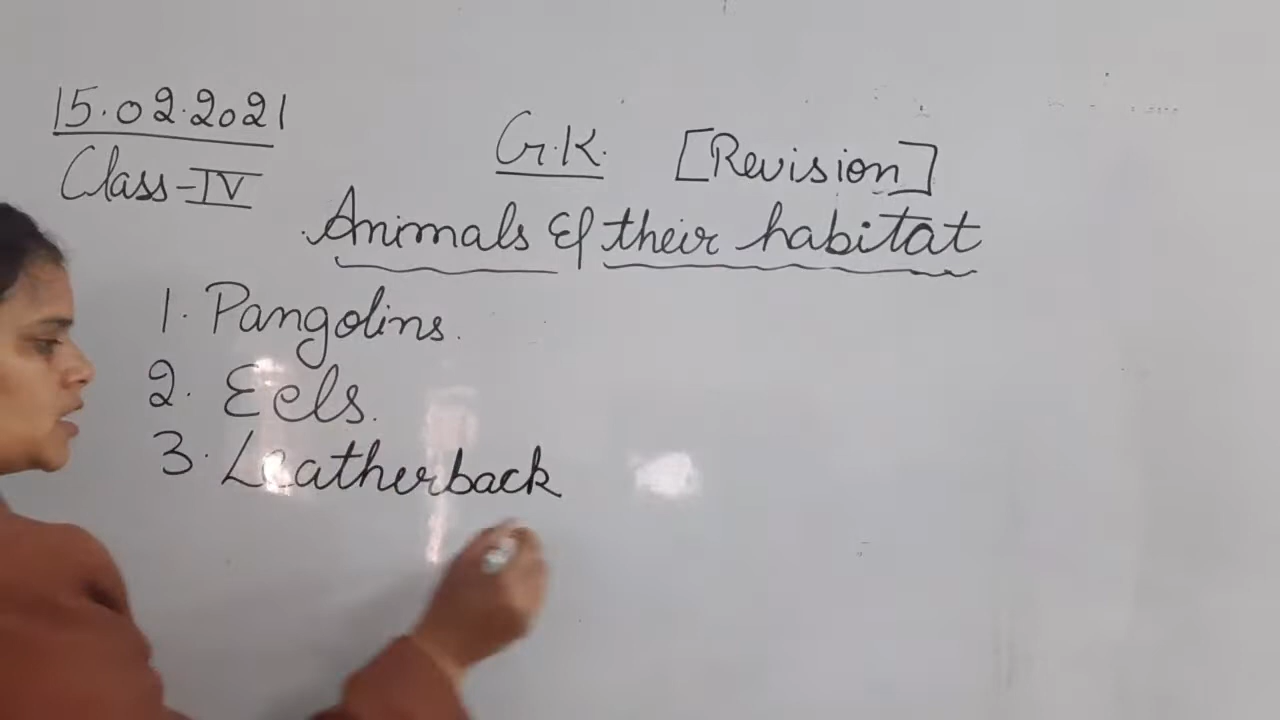 15.02.2021
Class-IV
G.K. [Revision]
Animals & their habitat
1. Pangolins.
2. Eels.
3. Leatherback